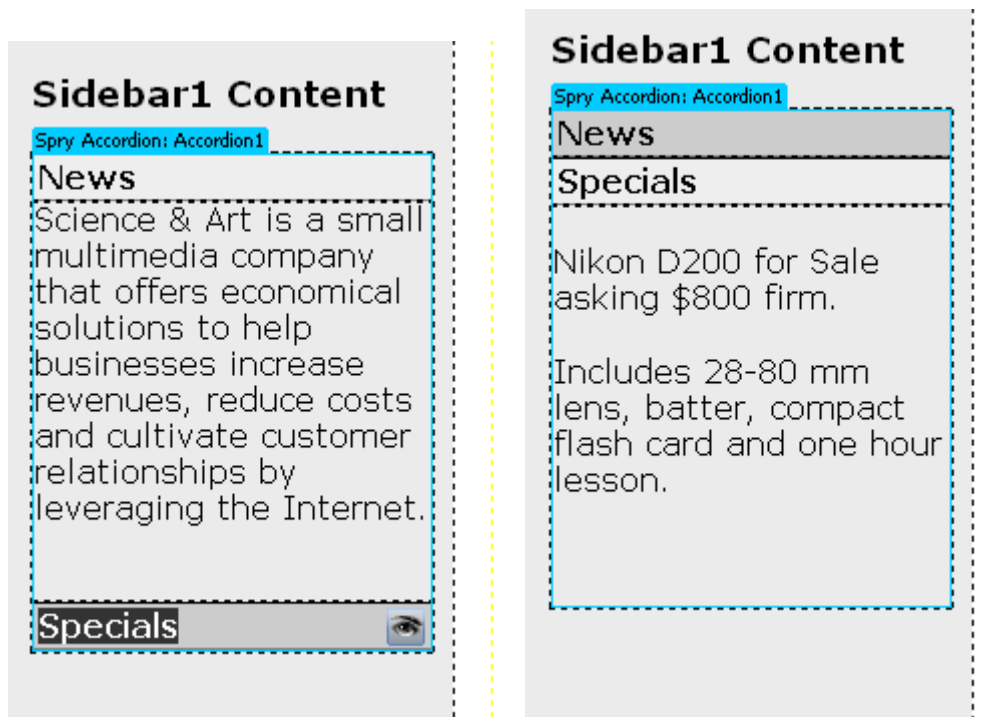 Sidebar1 Content
Spry Accordion: Accordion1
News
Science & Art is a small
multimedia company
that offers economical
solutions to help
businesses increase
revenues, reduce costs
and cultivate customer
relationships by
leveraging the Internet.
Specials
Sidebar1 Content
Spry Accordion: Accordion1
News
Specials
Nikon D200 for Sale
asking $800 firm.
Includes 28-80 mm
lens, batter, compact
flash card and one hour
lesson.